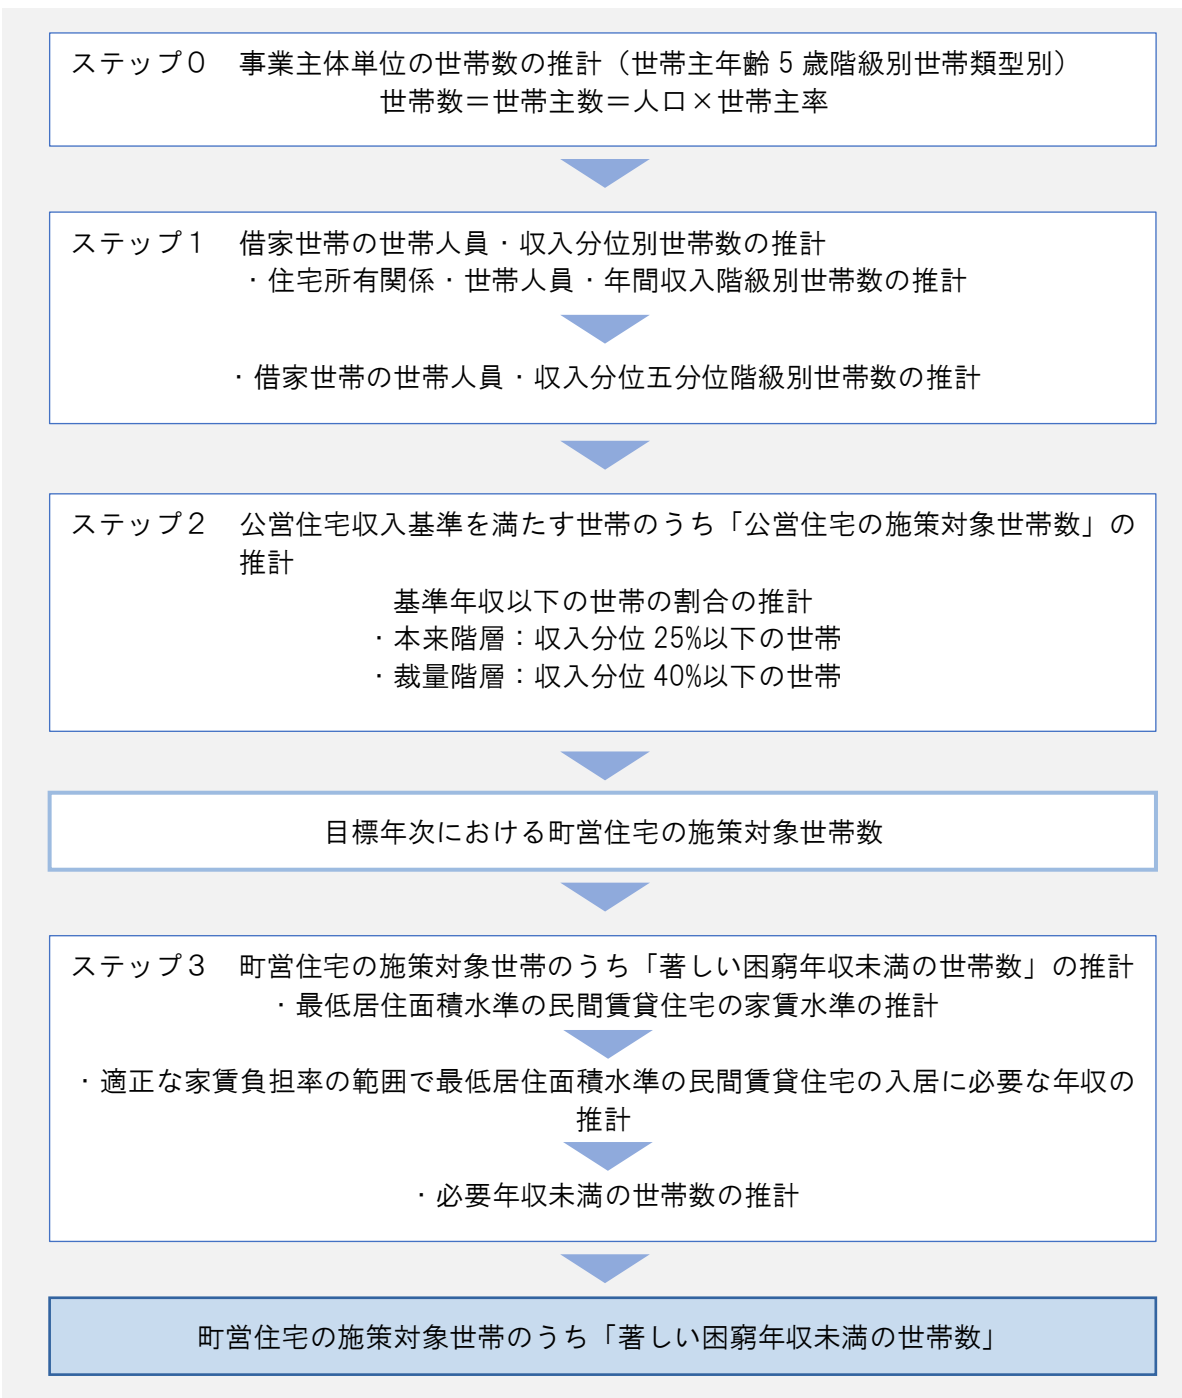 ステップ０　事業主体単位の世帯数の推計（世帯主年齢５歳階級別世帯類型別）
世帯数＝世帯主数＝人口×世帯主率
ステップ１　借家世帯の世帯人員・収入分位別世帯数の推計
・住宅所有関係・世帯人員・年間収入階級別世帯数の推計
・借家世帯の世帯人員・収入分位五分位階級別世帯数の推計
ステップ２　公営住宅収入基準を満たす世帯のうち「公営住宅の施策対象世帯数」の
推計
基準年収以下の世帯の割合の推計
・本来階層：収入分位 25%以下の世帯
・裁量階層：収入分位 40%以下の世帯
目標年次における町営住宅の施策対象世帯数
ステップ３　町営住宅の施策対象世帯のうち「著しい困窮年収未満の世帯数」の推計
・最低居住面積水準の民間賃貸住宅の家賃水準の推計
・適正な家賃負担率の範囲で最低居住面積水準の民間賃貸住宅の入居に必要な年収の
推計
・必要年収未満の世帯数の推計
町営住宅の施策対象世帯のうち「著しい困窮年収未満の世帯数」